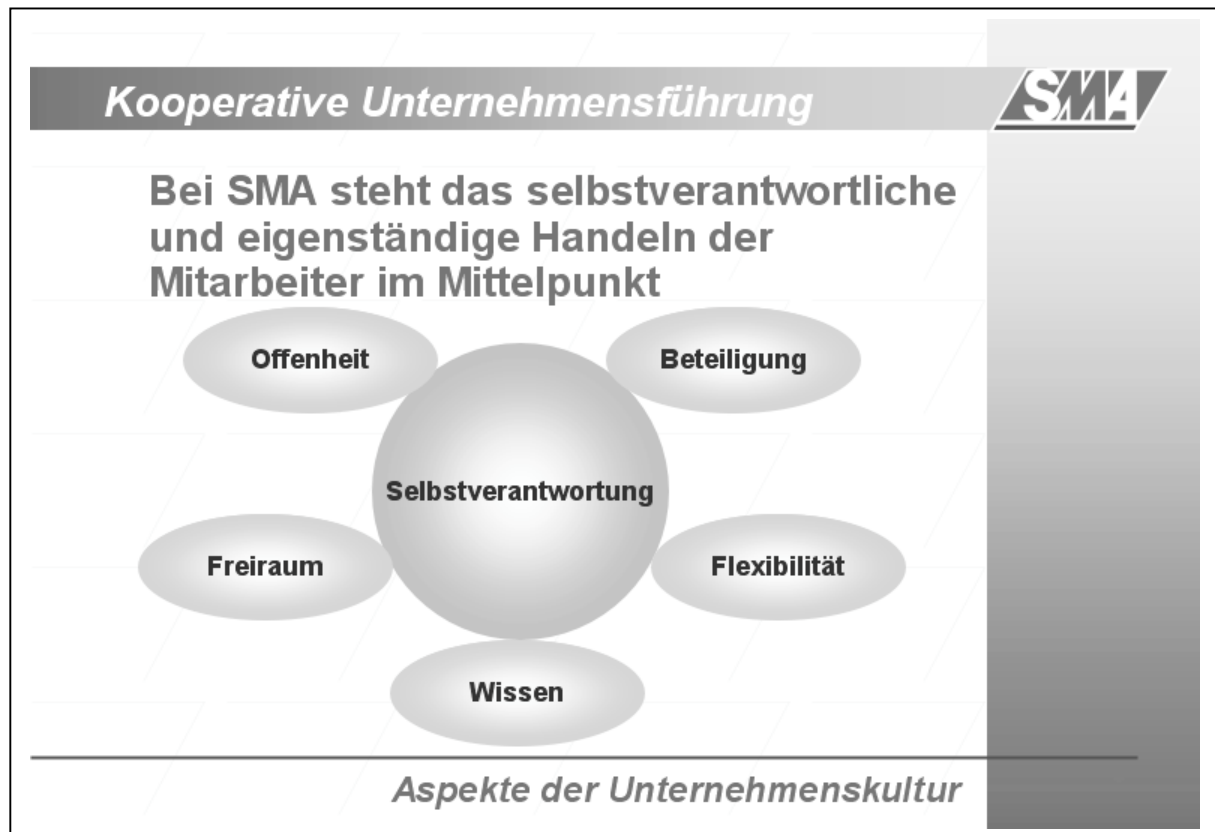 Kooperative Unternehmensführung
SMA
Bei SMA steht das selbstverantwortliche
und eigenständige Handeln der
Mitarbeiter im Mittelpunkt
Offenheit
Beteiligung
Selbstverantwortung
Freiraum
Flexibilität
Wissen
Aspekte der Unternehmenskultur